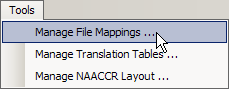 Tools
Manage File Mappings ...
Manage Translation Tables ...
Manage NAACCR Layout ...